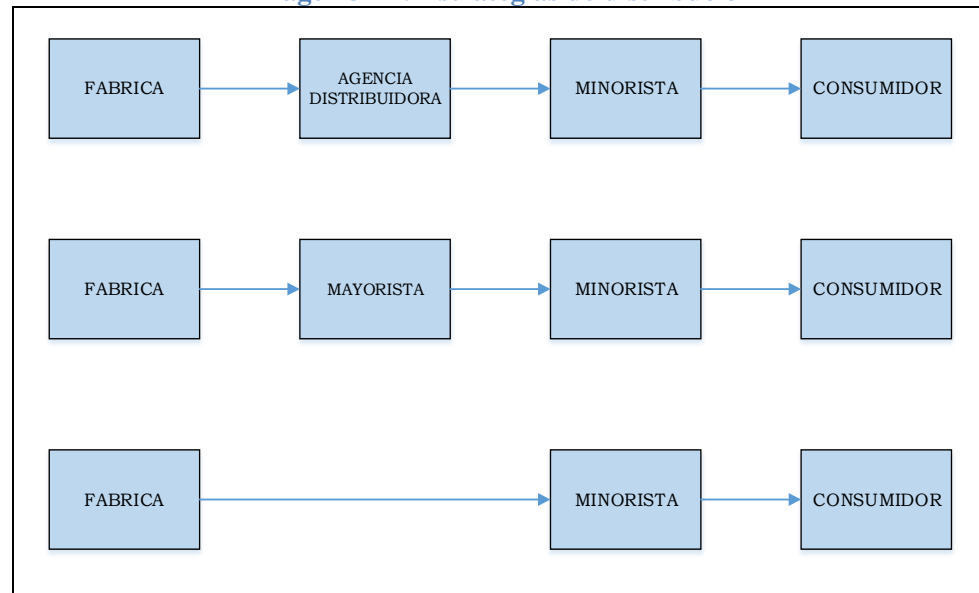 FABRICA
AGENCIA
DISTRIBUIDORA
MINORISTA
CONSUMIDOR
FABRICA
MAYORISTA
MINORISTA
CONSUMIDOR
FABRICA
MINORISTA
CONSUMIDOR